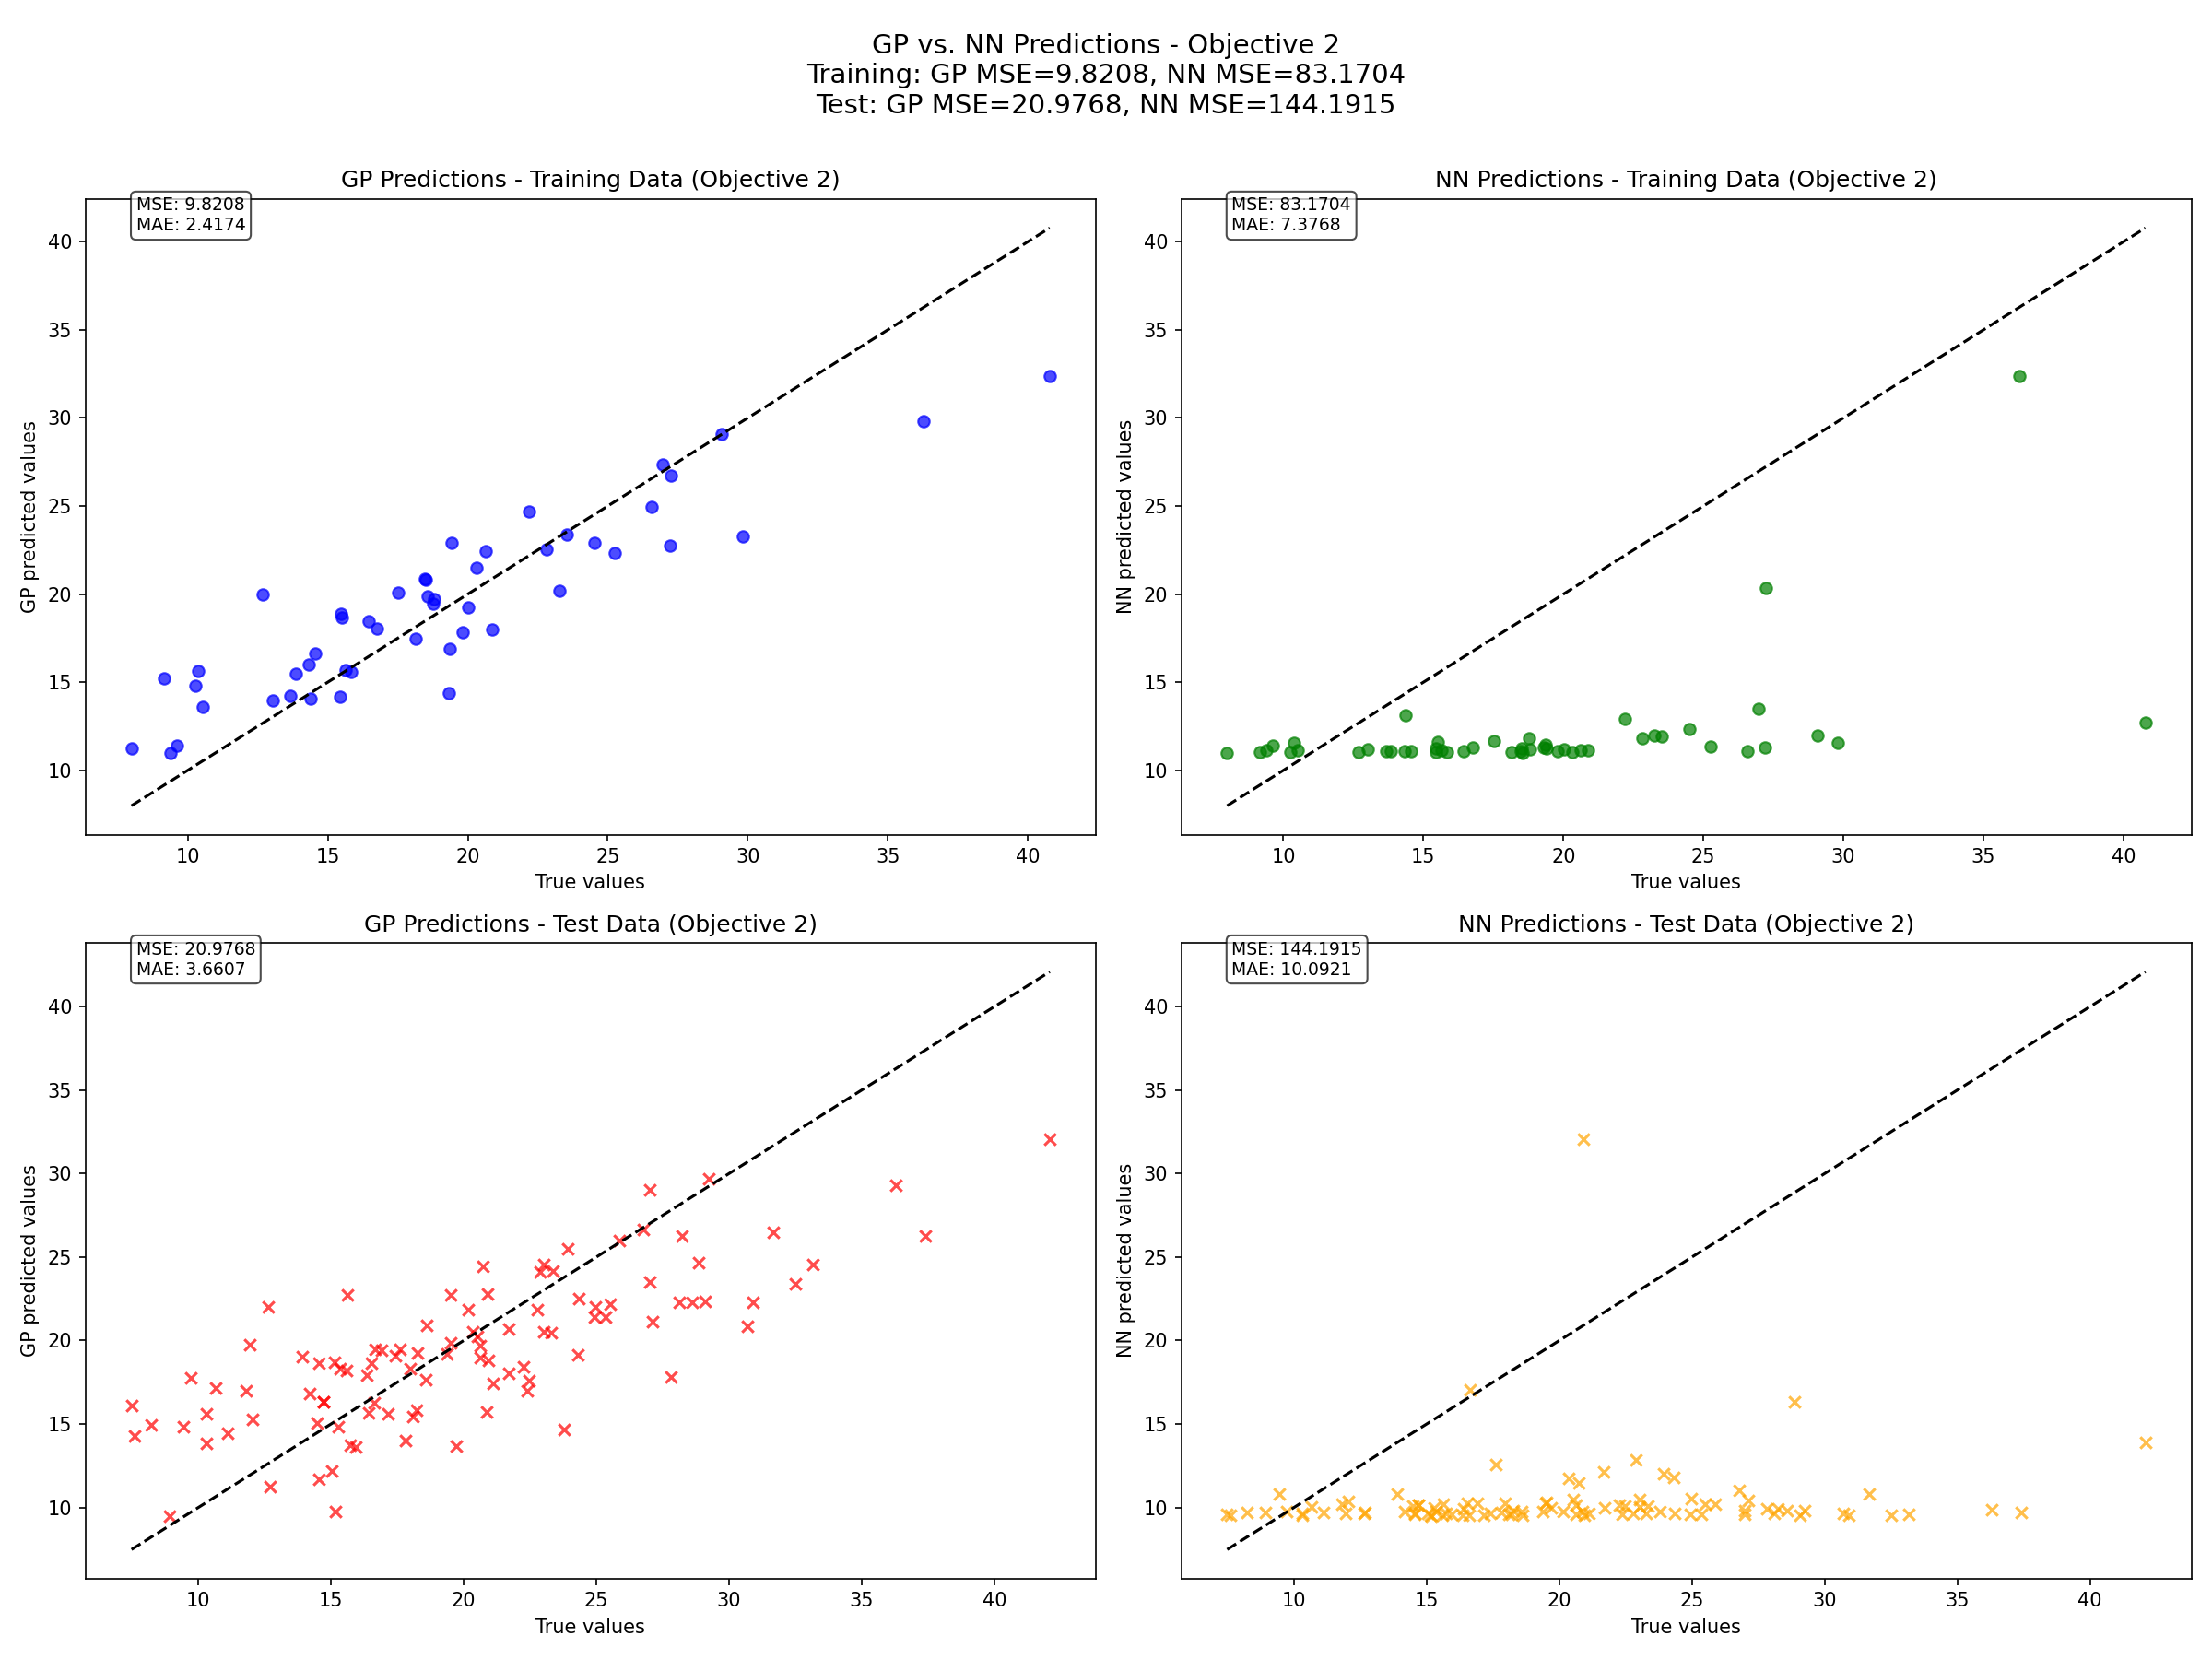 GP vs. NN Predictions - Objective 2
Training: GP MSE=9.8208, NN MSE=83.1704
Test: GP MSE=20.9768, NN MSE=144.1915
GP Predictions - Training Data (Objective 2)
MSE: 9.8208
MAE: 2.4174
GP predicted values
40
35
30
25
20
15
10
10 15 20 25 30 35 40
True values
NN Predictions - Training Data (Objective 2)
MSE: 83.1704
MAE: 7.3768
NN predicted values
40
35
30
25
20
15
10
10 15 20 25 30 35 40
True values
GP Predictions - Test Data (Objective 2)
MSE: 20.9768
MAE: 3.6607
GP predicted values
40
35
30
25
20
15
10
10 15 20 25 30 35 40
True values
NN Predictions - Test Data (Objective 2)
MSE: 144.1915
MAE: 10.0921
NN predicted values
40
35
30
25
20
15
10
10 15 20 25 30 35 40
True values